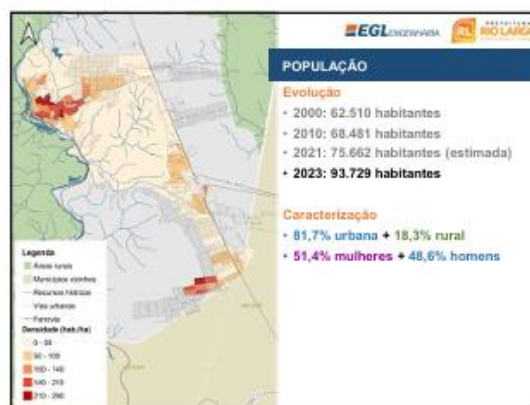 EGL ENGENHARIA
PREFEITURA
RIO LARGO
POPULAÇÃO
Evolução
• 2000: 62.510 habitantes
• 2010: 68.481 habitantes
• 2021: 75.662 habitantes (estimada)
• 2023: 93.729 habitantes
Caracterização
• 81,7% urbana + 18,3% rural
• 51,4% mulheres + 48,6% homens
Legenda
Áreas rurais
Municípios vizinhos
Recursos hídricos
Vias urbanas
Ferrovia
Densidade (hab./ha)
0 - 50
50 - 100
100 - 140
140 - 210
210 - 290